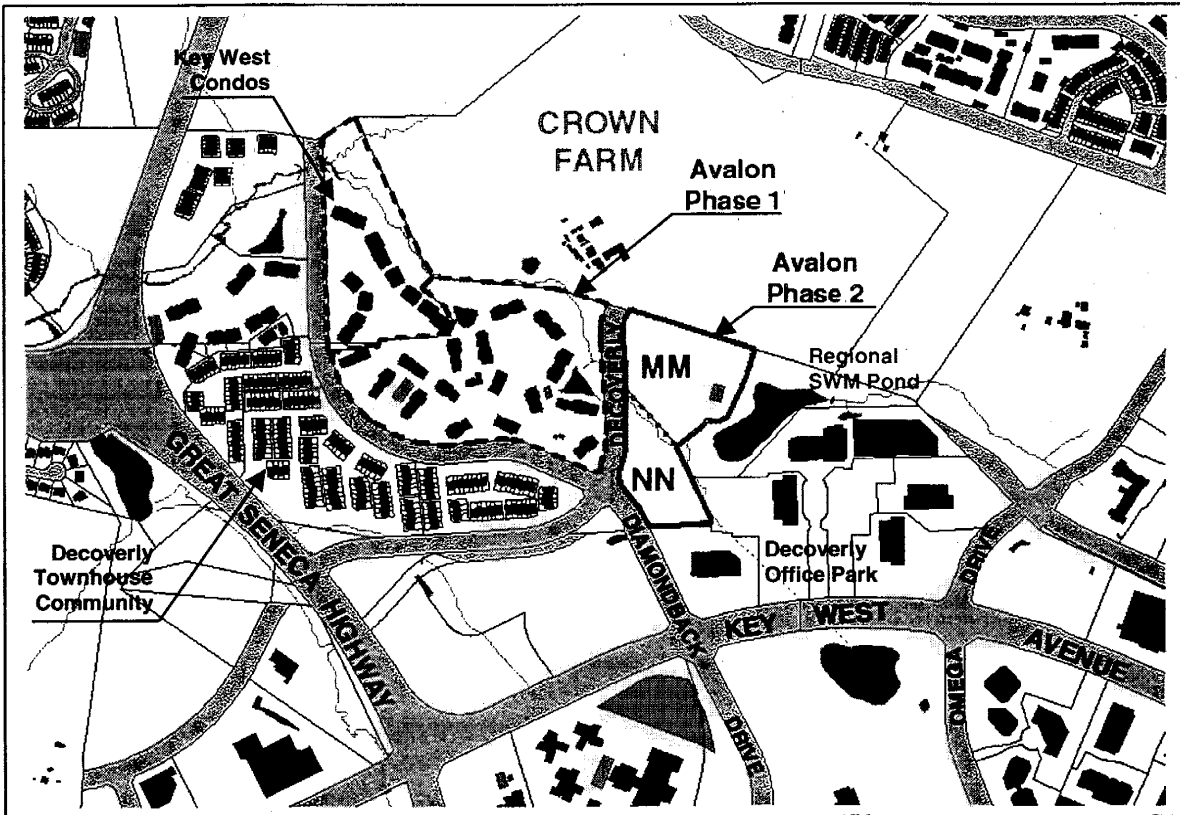 Key West
Condos
CROWN
FARM
Avalon
Phase 1
Avalon
Phase 2
DECOVERLY
MM
Regional
SWM Pond
NN
GREAT SENECA HIGHWAY
Decoverly
Townhouse
Community
DIAMONDBACK DRIVE
Decoverly
Office Park
DRIVE
OMEGA
KEY WEST AVENUE